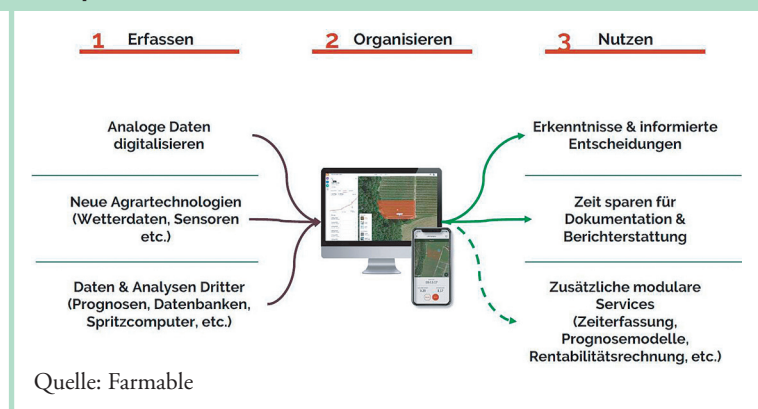 1 Erfassen
2 Organisieren
3 Nutzen
Analoge Daten
digitalisieren
Neue Agrartechnologien
(Wetterdaten, Sensoren
etc.)
Daten & Analysen Dritter
(Prognosen, Datenbanken,
Spritzcomputer, etc.)
Erkenntnisse & informierte
Entscheidungen
Zeit sparen für
Dokumentation &
Berichterstattung
Zusätzliche modulare
Services
(Zeiterfassung,
Prognosemodelle,
Rentabilitätsrechnung, etc.)
Quelle: Farmable